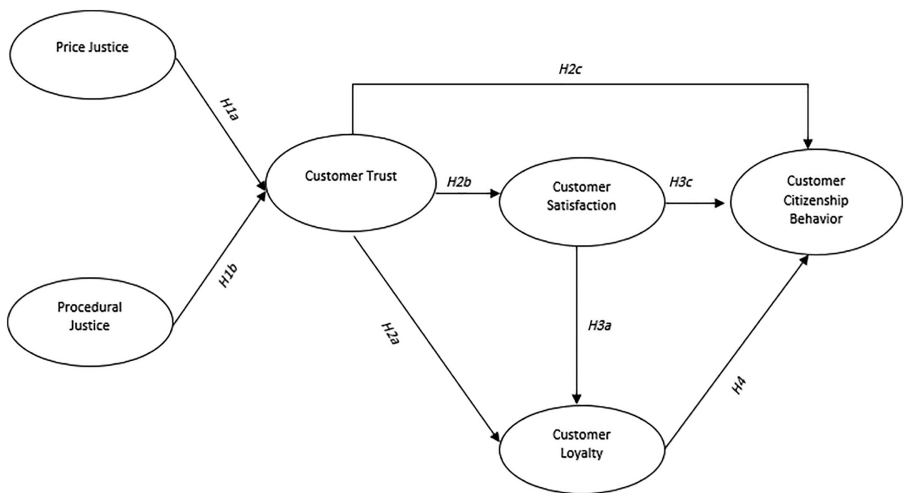 Price Justice
H1a
H2c
Customer Trust
H2b
Customer
Satisfaction
H3c
Customer
Citizenship
Behavior
Procedural
Justice
H1b
H2a
H3a
H4
Customer
Loyalty